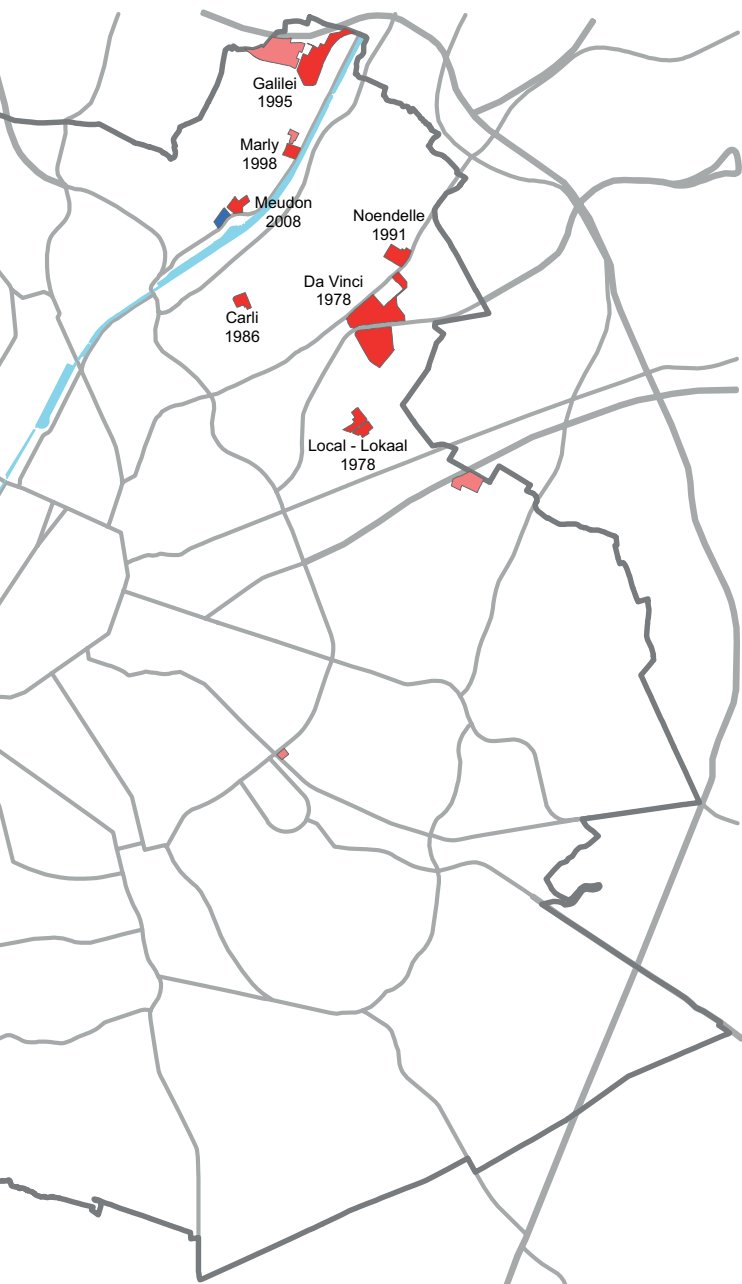 Galilei
1995
Marly
1998
Meudon
2008
Noendelle
1991
Da Vinci
1978
Carli
1986
Local - Lokaal
1978